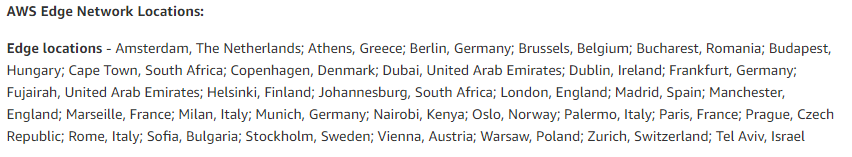 AWS Edge Network Locations:
Edge locations - Amsterdam, The Netherlands; Athens, Greece; Berlin, Germany; Brussels, Belgium; Bucharest, Romania; Budapest,
Hungary; Cape Town, South Africa; Copenhagen, Denmark; Dubai, United Arab Emirates; Dublin, Ireland; Frankfurt, Germany;
Fujairah, United Arab Emirates; Helsinki, Finland; Johannesburg, South Africa; London, England; Madrid, Spain; Manchester,
England; Marseille, France; Milan, Italy; Munich, Germany; Nairobi, Kenya; Oslo, Norway; Palermo, Italy; Paris, France; Prague, Czech
Republic; Rome, Italy; Sofia, Bulgaria; Stockholm, Sweden; Vienna, Austria; Warsaw, Poland; Zurich, Switzerland; Tel Aviv, Israel